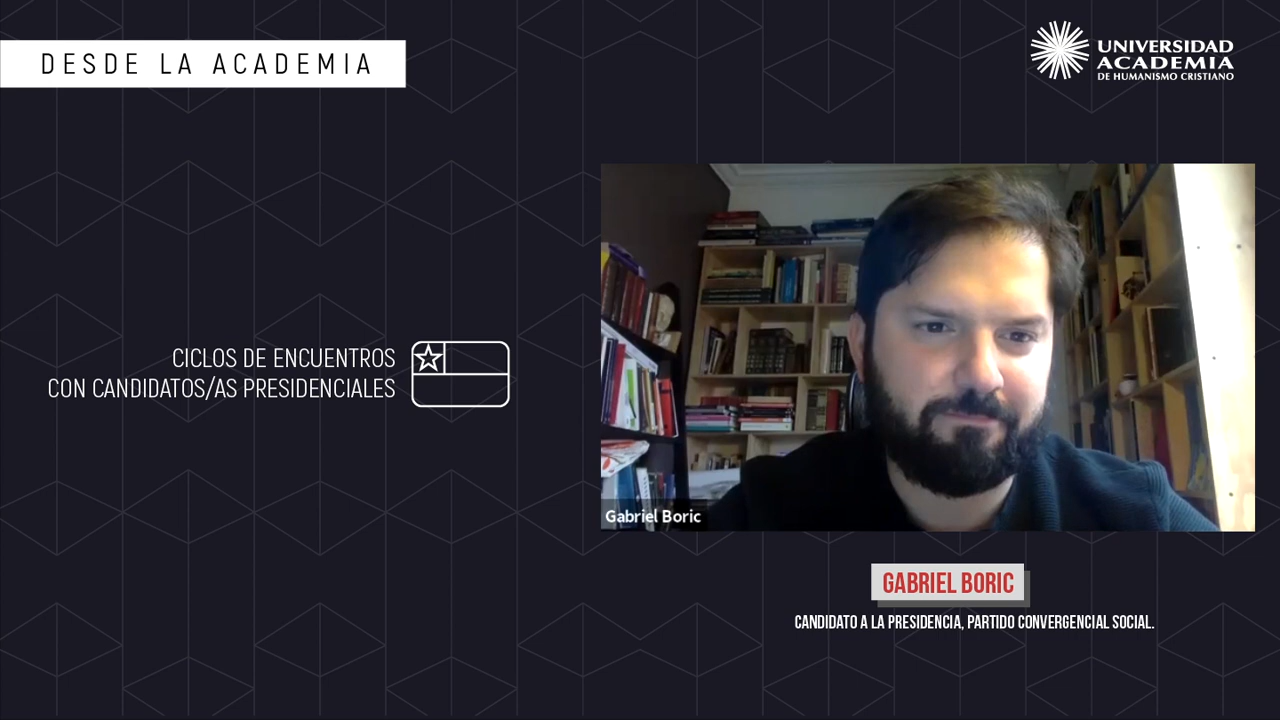 DESDE LA ACADEMIA
UNIVERSIDAD
ACADEMIA
DE HUMANISMO CRISTIANO
CICLOS DE ENCUENTROS
CON CANDIDATOS/AS PRESIDENCIALES
Gabriel Boric
GABRIEL BORIC
CANDIDATO A LA PRESIDENCIA, PARTIDO CONVERGENCIAL SOCIAL.